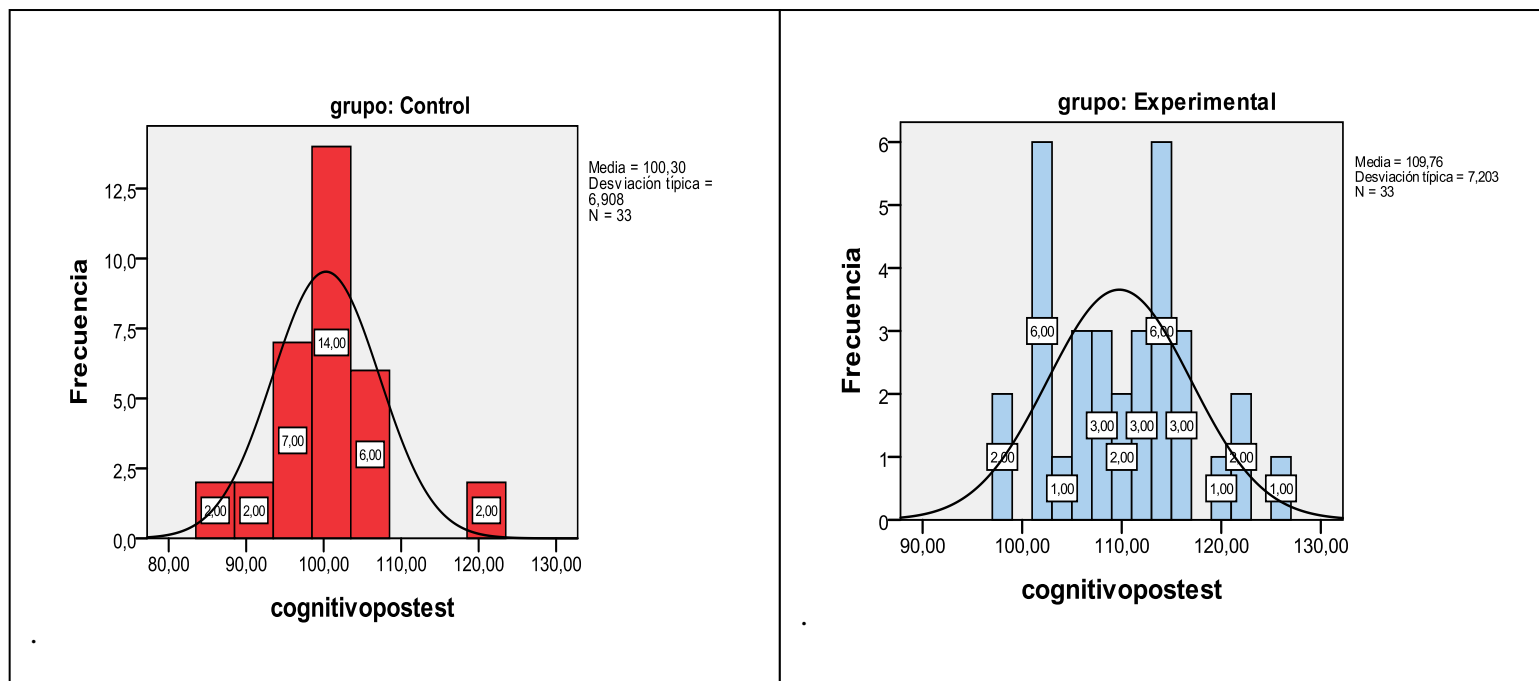 grupo: Control
Media = 100,30
Desviación típica =
6,908
N = 33
Frecuencia
12,5
10,0
7,5
5,0
2,5
0,0
2,00
2,00
7,00
14,00
6,00
2,00
80,00 90,00 100,00 110,00 120,00 130,00
cognitivopostest
.
grupo: Experimental
Media = 109,76
Desviación típica = 7,203
N = 33
Frecuencia
6
5
4
3
2
1
0
2,00
6,00
1,00
3,00
2,00
3,00
6,00
3,00
1,00
2,00
1,00
90,00 100,00 110,00 120,00 130,00
cognitivopostest
.